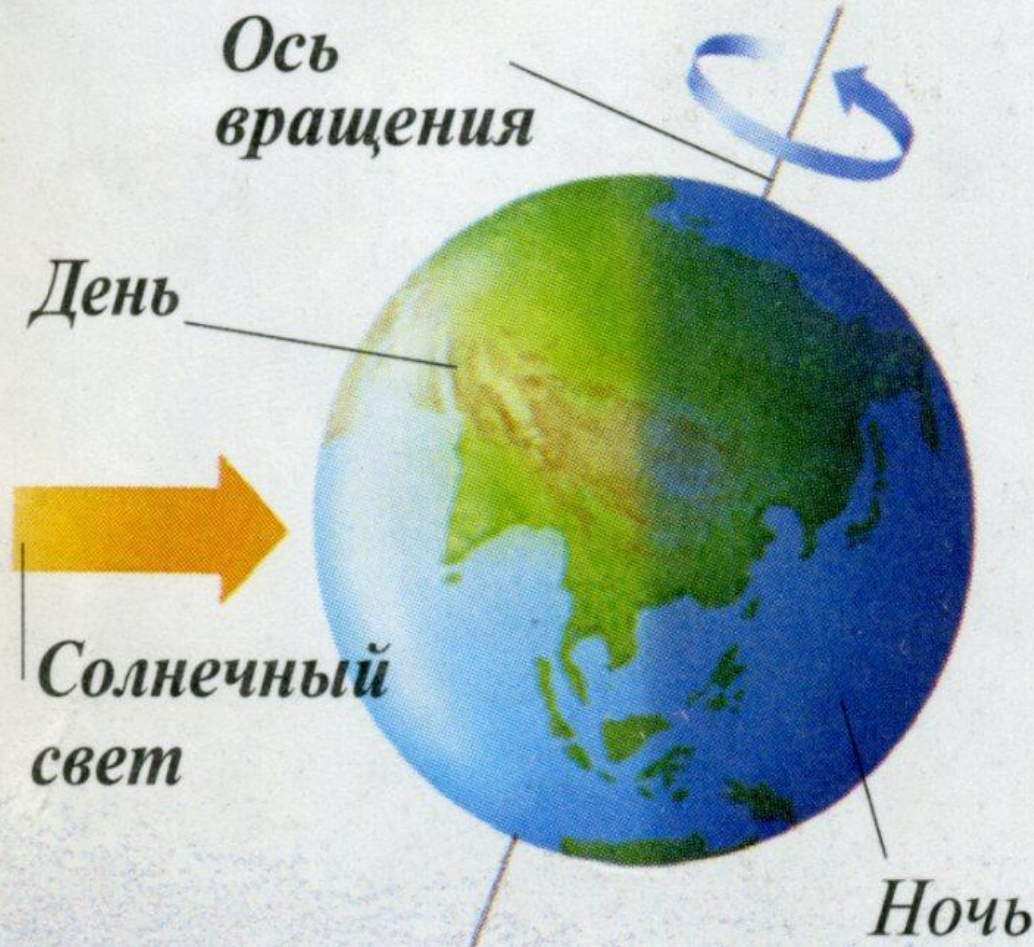 Ось
вращения
День
Солнечный
свет
Ночь